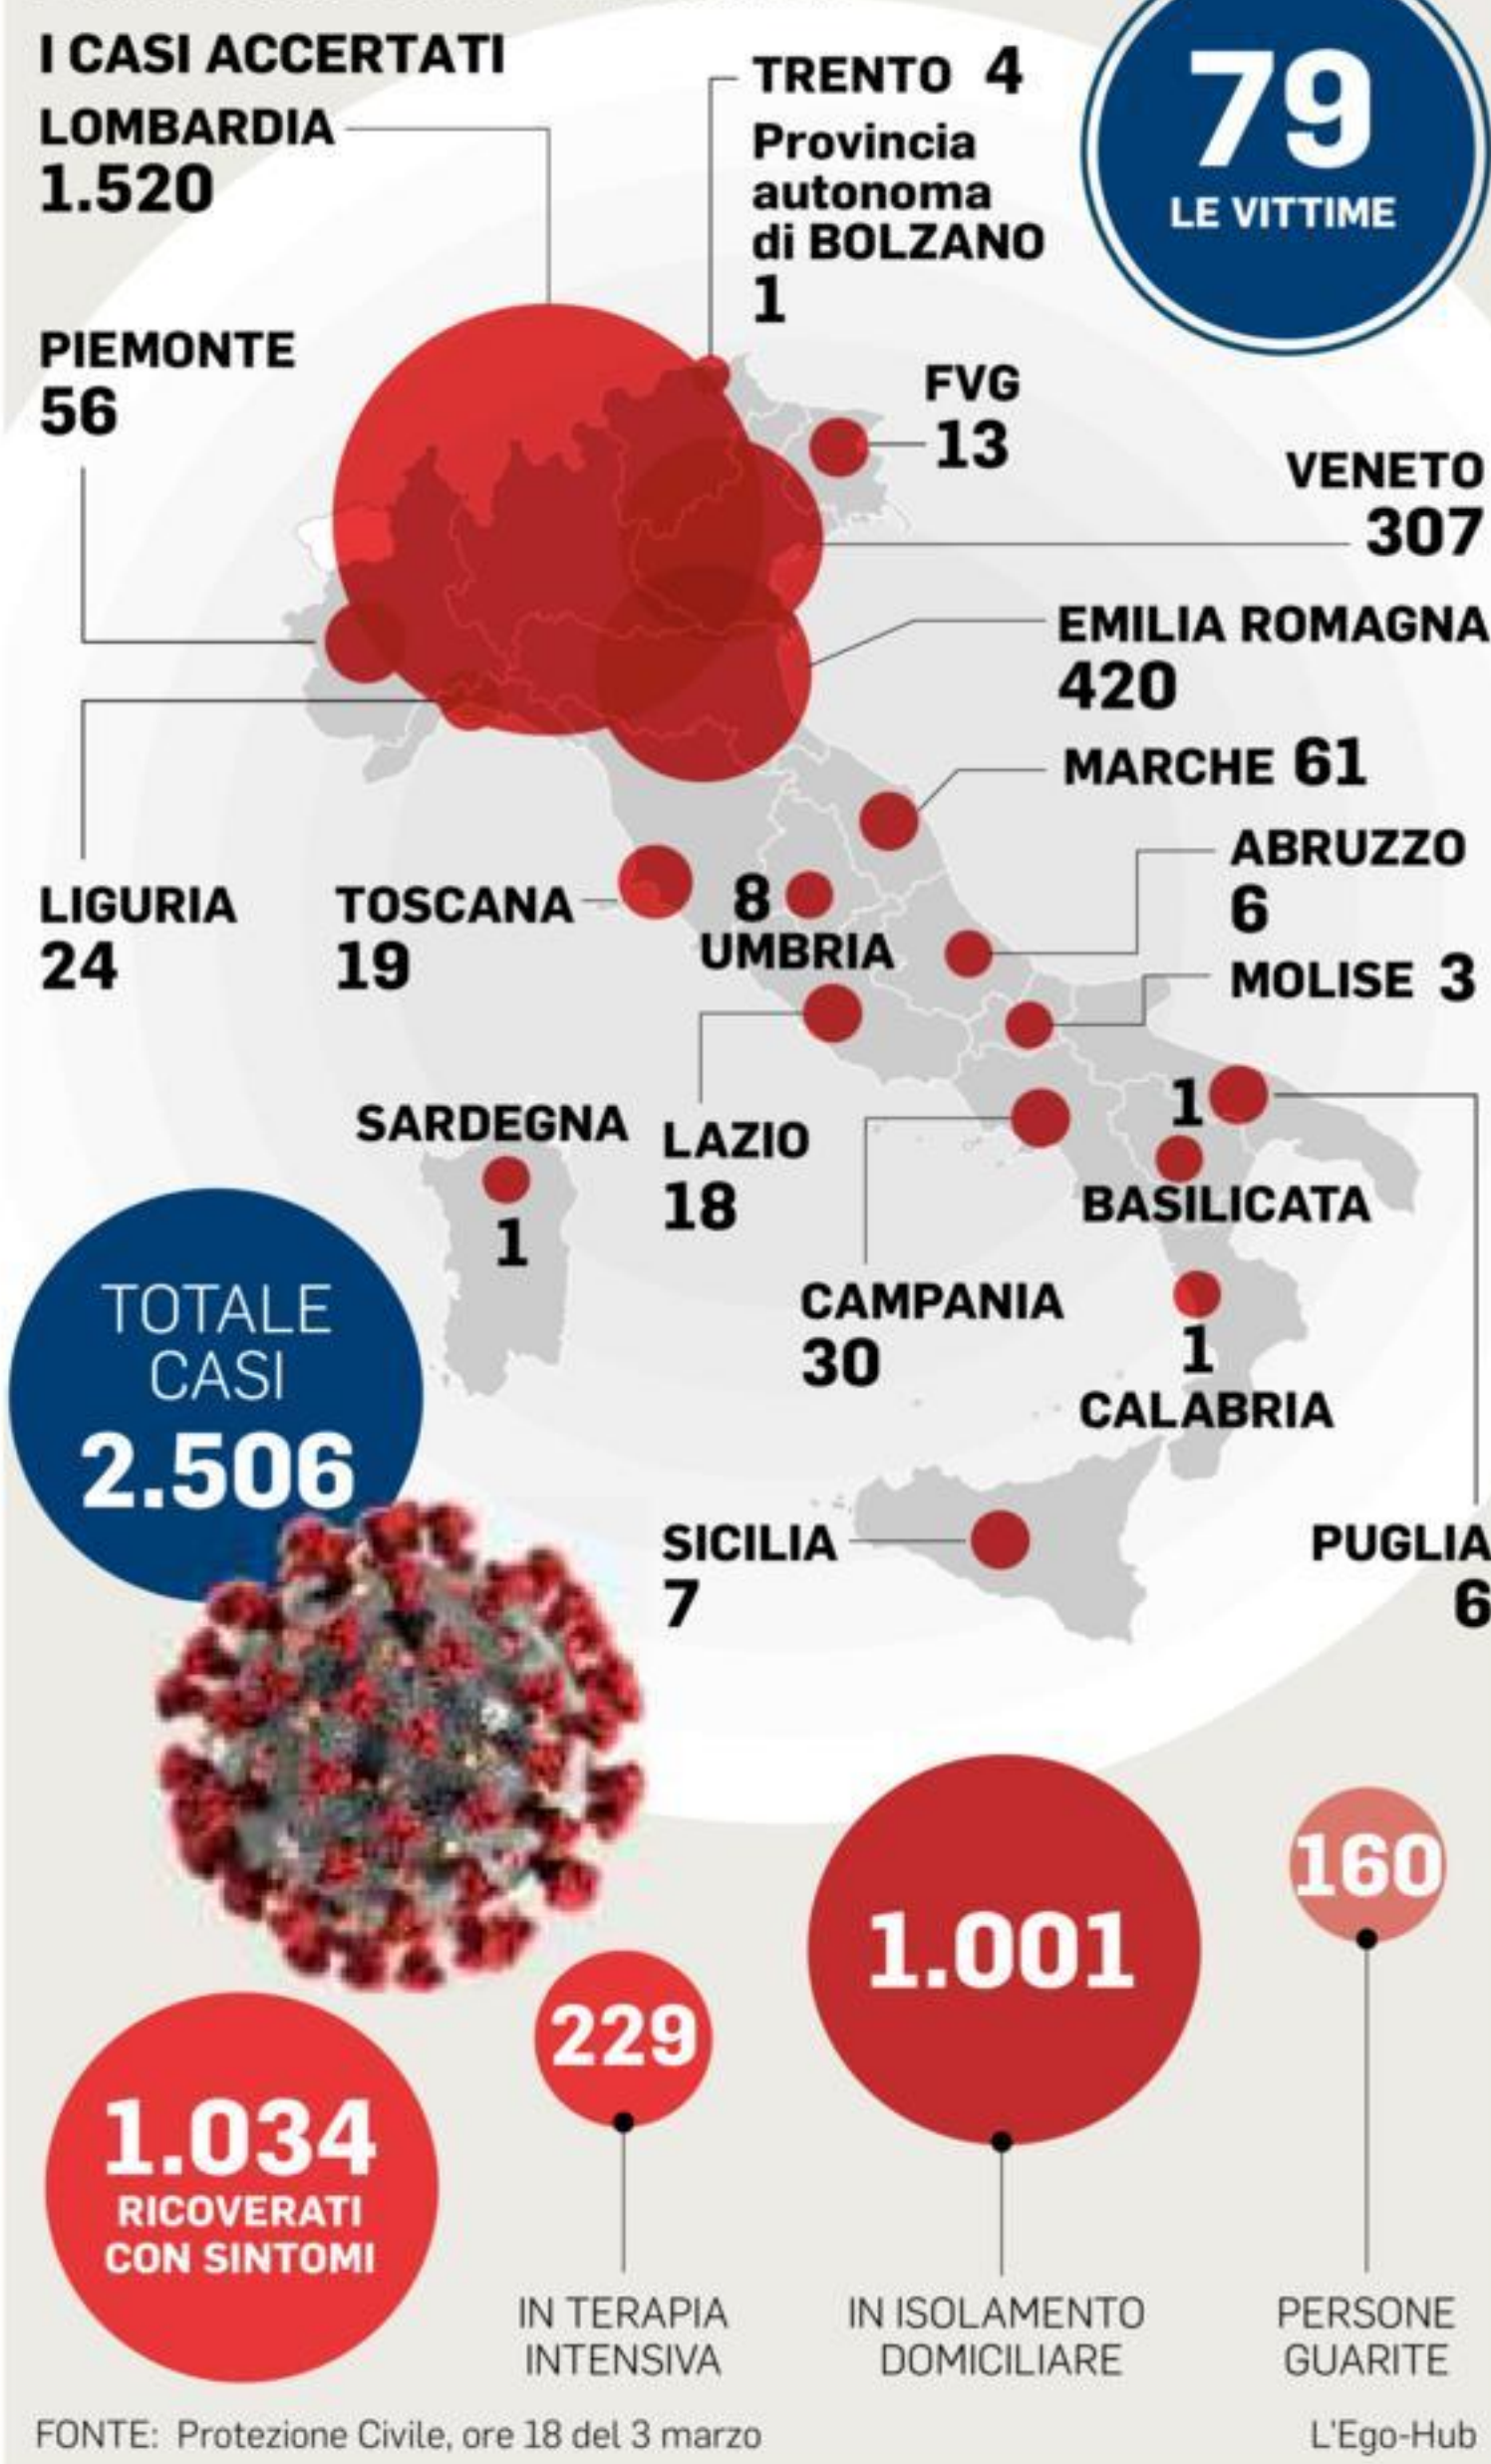 I CASI ACCERTATI
LOMBARDIA
1.520
TRENTO 4
Provincia
autonoma
di BOLZANO
1
79
LE VITTIME
PIEMONTE
56
FVG
13
VENETO
307
EMILIA ROMAGNA
420
MARCHE 61
ABRUZZO
6
MOLISE 3
LIGURIA
24
TOSCANA
19
8
UMBRIA
SARDEGNA
1
LAZIO
18
1
BASILICATA
CAMPANIA
30
1
CALABRIA
TOTALE
CASI
2.506
SICILIA
7
PUGLIA
6
1.034
RICOVERATI
CON SINTOMI
229
IN TERAPIA
INTENSIVA
1.001
IN ISOLAMENTO
DOMICILIARE
160
PERSONE
GUARITE
FONTE: Protezione Civile, ore 18 del 3 marzo
L'Ego-Hub